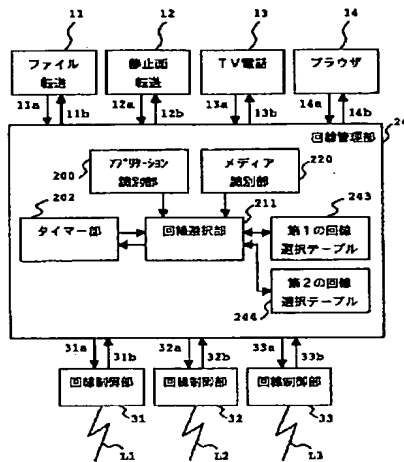 11
12
13
14
ファイル
転送
静止画
転送
TV電話
ブラウザ
11a
11b
12a
12b
13a
13b
14a
14b
回線管理部
200
アプリケーション
識別部
メディア
識別部
220
202
211
243
タイマー部
回線選択部
第1の回線
選択テーブル
第2の回線
選択テーブル
244
31a
31b
32a
32b
33a
33b
回線制御部
回線制御部
回線制御部
31
32
33
L1
L2
L3